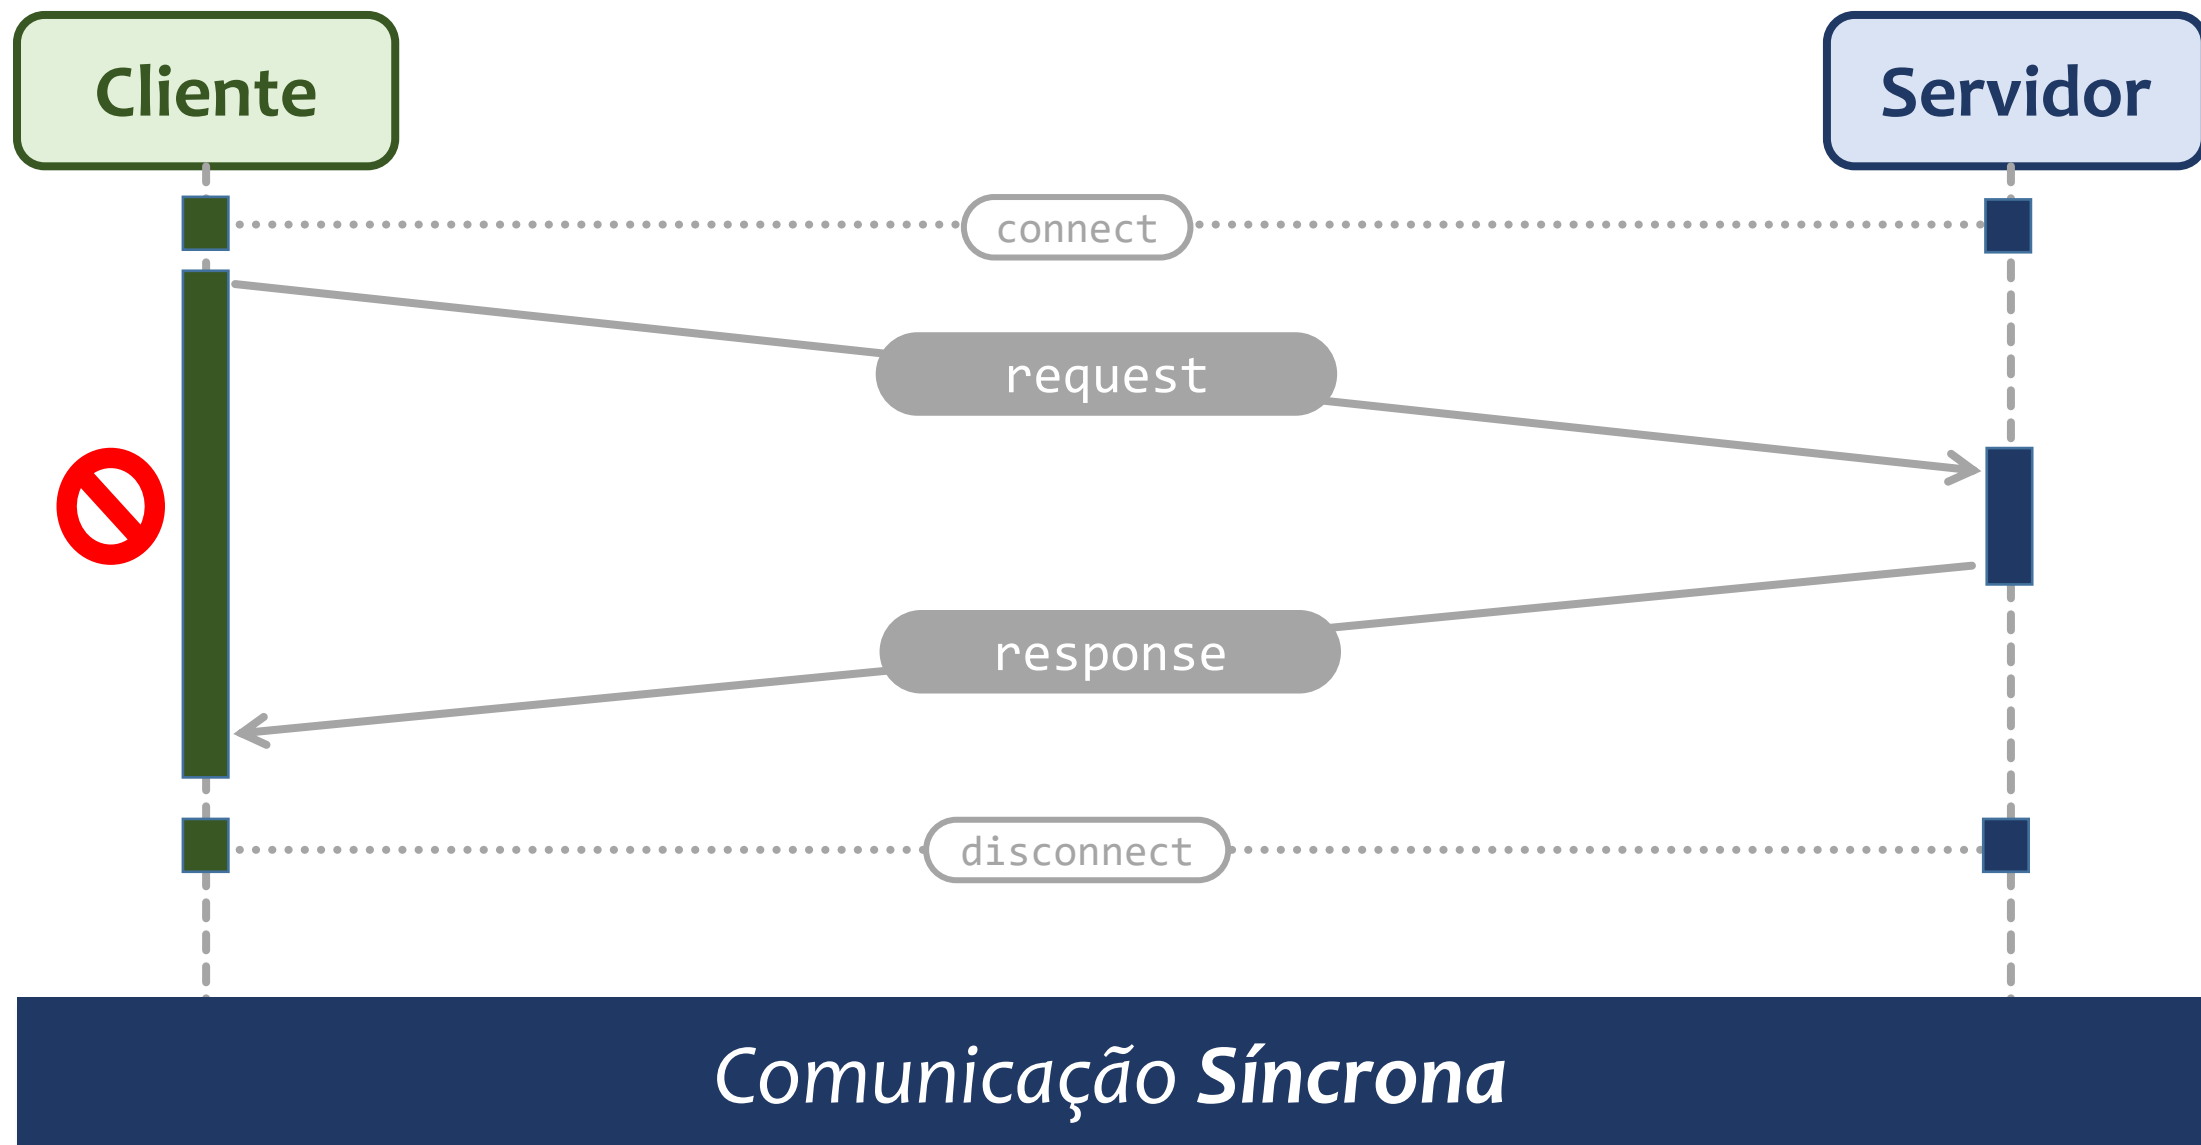 Cliente
Servidor
connect
request
response
disconnect
Comunicação Síncrona